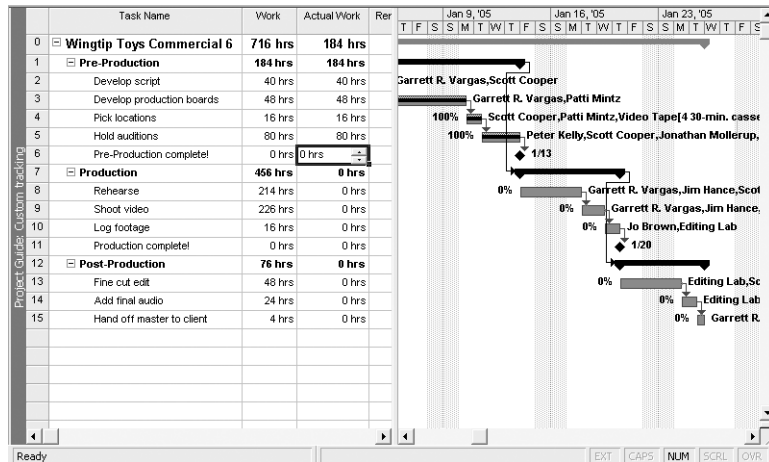 Task Name Work Actual Work Rer
Jan 9, '05 Jan 16, '05 Jan 23, '05
T F S S M T W T F S S M T W T F S S M T W T F S
0 Wingtip Toys Commercial 6 716 hrs 184 hrs
1 Pre-Production 184 hrs 184 hrs
2 Develop script 40 hrs 40 hrs Garrett R. Vargas,Scott Cooper
3 Develop production boards 48 hrs 48 hrs Garrett R. Vargas,Patti Mintz
4 Pick locations 16 hrs 16 hrs 100% Scott Cooper,Patti Mintz,Video Tape[4 30-min. casse
5 Hold auditions 80 hrs 80 hrs 100% Peter Kelly,Scott Cooper,Jonathan Mollerup,
6 Pre-Production complete! 0 hrs 0 hrs 1/13
7 Production 456 hrs 0 hrs
8 Rehearse 214 hrs 0 hrs 0% Garrett R. Vargas,Jim Hance,Scot
9 Shoot video 226 hrs 0 hrs 0% Garrett R. Vargas,Jim Hance,
10 Log footage 16 hrs 0 hrs 0% Jo Brown,Editing Lab
11 Production complete! 0 hrs 0 hrs 1/20
12 Post-Production 76 hrs 0 hrs
13 Fine cut edit 48 hrs 0 hrs 0% Editing Lab,Sc
14 Add final audio 24 hrs 0 hrs 0% Editing Lab
15 Hand off master to client 4 hrs 0 hrs 0% Garrett R.
Project Guide: Custom tracking
Ready EXT CAPS NUM SCRL OVR